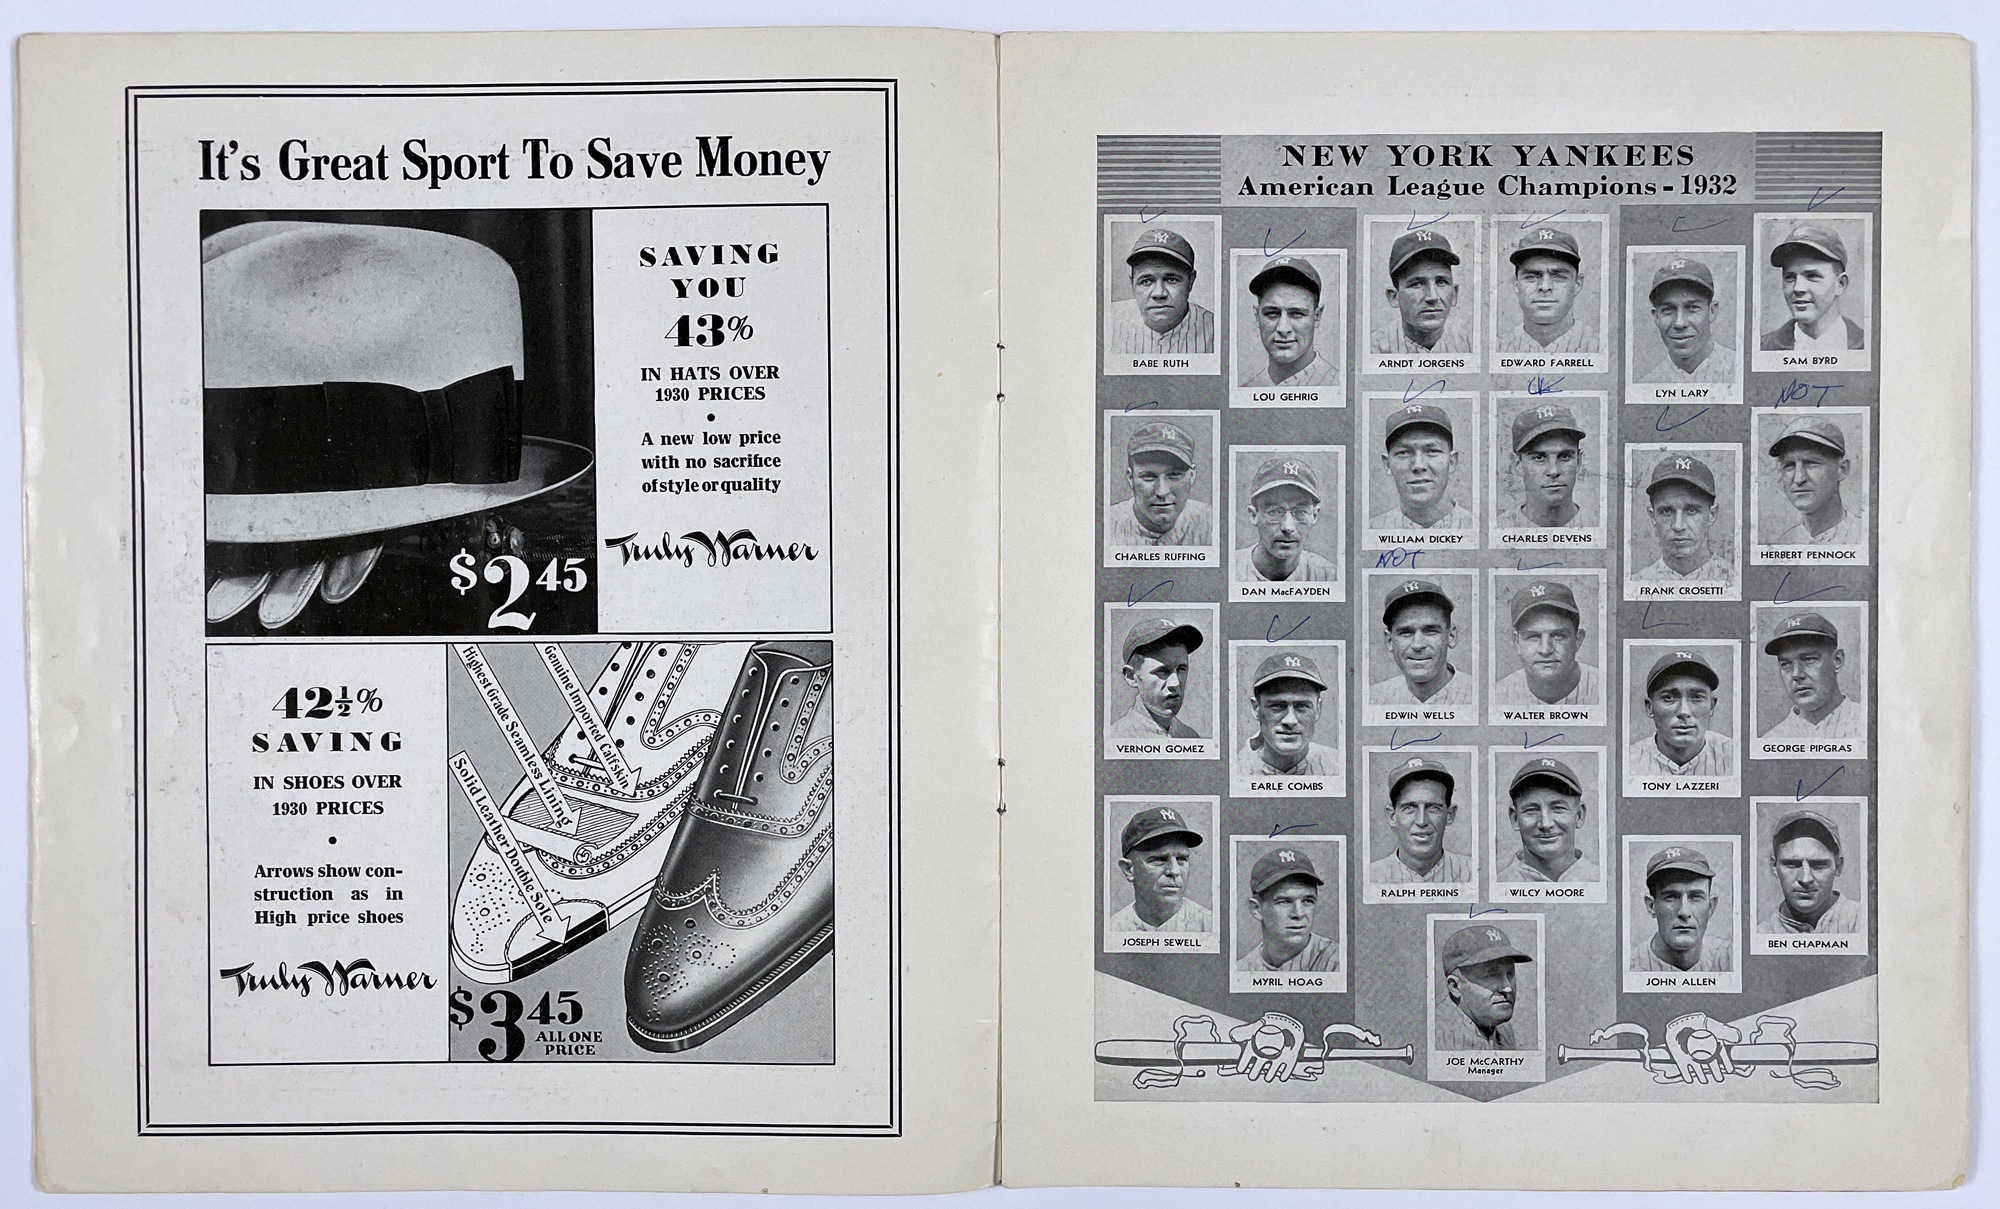 It's Great Sport To Save Money
SAVING
YOU
43%
IN HATS OVER
1930 PRICES
•
A new low price
with no sacrifice
of style or quality
Truly Warner
$2.45
42½%
SAVING
IN SHOES OVER
1930 PRICES
•
Arrows show con-
struction as in
High price shoes
Truly Warner
Highest Grade Seamless Lining
Genuine Imported Calfskin
Solid Leather Double Sole
$3.45
ALL ONE
PRICE
NEW YORK YANKEES
American League Champions - 1932
BABE RUTH
LOU GEHRIG
ARNDT JORGENS
EDWARD FARRELL
LYN LARY
SAM BYRD
NOT
CHARLES RUFFING
DAN MacFAYDEN
WILLIAM DICKEY
CHARLES DEVENS
FRANK CROSETTI
HERBERT PENNOCK
NOT
VERNON GOMEZ
EARLE COMBS
EDWIN WELLS
WALTER BROWN
TONY LAZZERI
GEORGE PIPGRAS
JOSEPH SEWELL
MYRIL HOAG
RALPH PERKINS
WILCY MOORE
JOHN ALLEN
BEN CHAPMAN
JOE McCARTHY
Manager